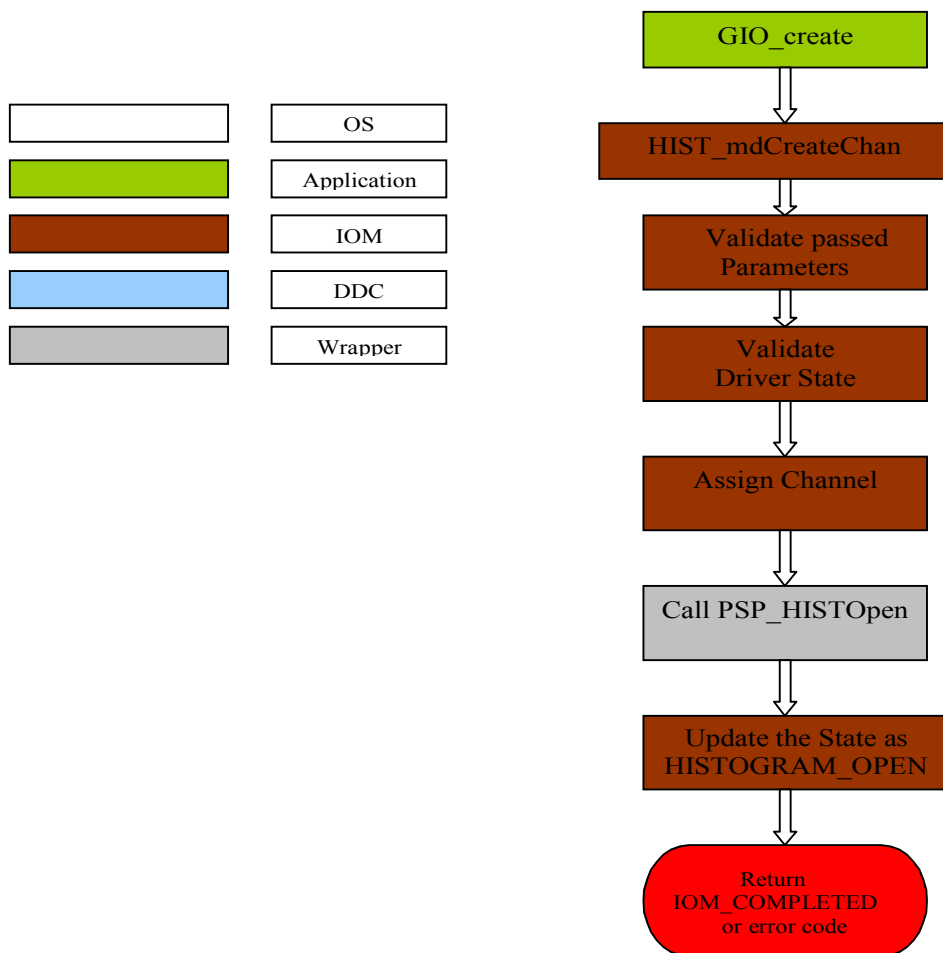 OS
Application
IOM
DDC
Wrapper
GIO_create
HIST_mdCreateChan
Validate passed
Parameters
Validate
Driver State
Assign Channel
Call PSP_HISTOpen
Update the State as
HISTOGRAM_OPEN
Return
IOM_COMPLETED
or error code